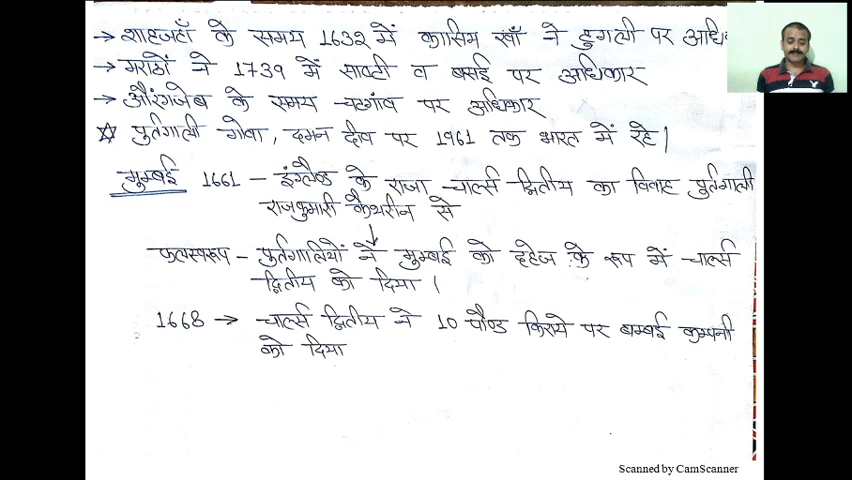 → शाहजहाँ के समय 1632 में कासिम खाँ ने हुगली पर अधि
→ मराठों ने 1739 में साल्टी व बसई पर अधिकार
→ औरंगजेब के समय चटगांव पर अधिकार
☆ पुर्तगाली गोवा, दमन दीव पर 1961 तक भारत में रहे।
मुम्बई 1661 - इंग्लैण्ड के राजा चार्ल्स द्वितीय का विवाह पुर्तगाली
राजकुमारी कैथरीन से
↓
फलस्वरूप - पुर्तगालियों ने मुम्बई को दहेज के रूप में चार्ल्स
द्वितीय को दिया।
1668 → चार्ल्स द्वितीय ने 10 पौण्ड किराये पर बम्बई कम्पनी
को दिया
Scanned by CamScanner